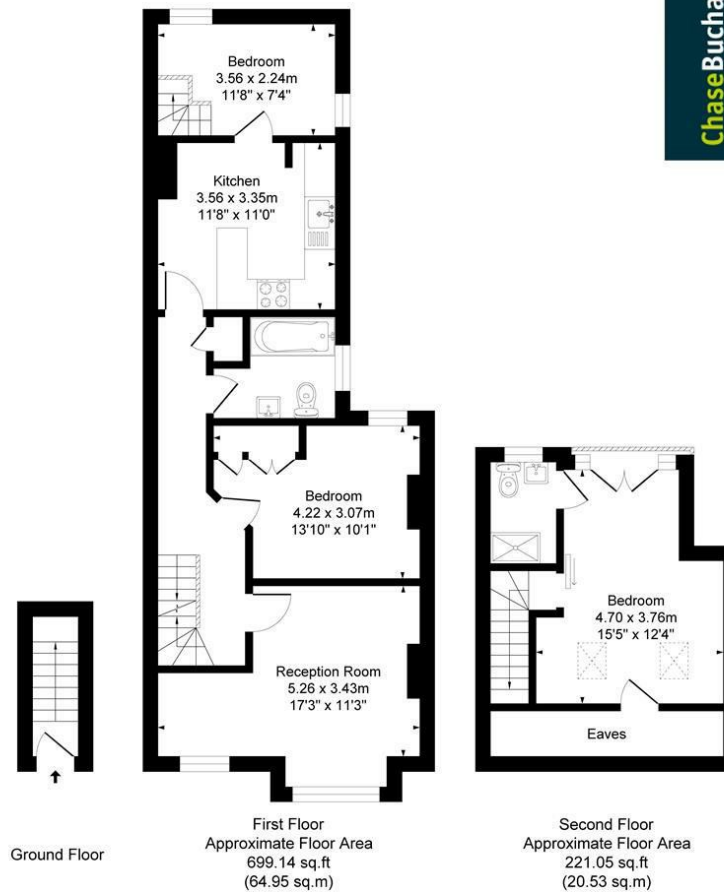 ChaseBucha
Bedroom
3.56 x 2.24m
11'8" x 7'4"
Kitchen
3.56 x 3.35m
11'8" x 11'0"
Bedroom
4.22 x 3.07m
13'10" x 10'1"
Reception Room
5.26 x 3.43m
17'3" x 11'3"
Bedroom
4.70 x 3.76m
15'5" x 12'4"
Eaves
Ground Floor
First Floor
Approximate Floor Area
699.14 sq.ft
(64.95 sq.m)
Second Floor
Approximate Floor Area
221.05 sq.ft
(20.53 sq.m)